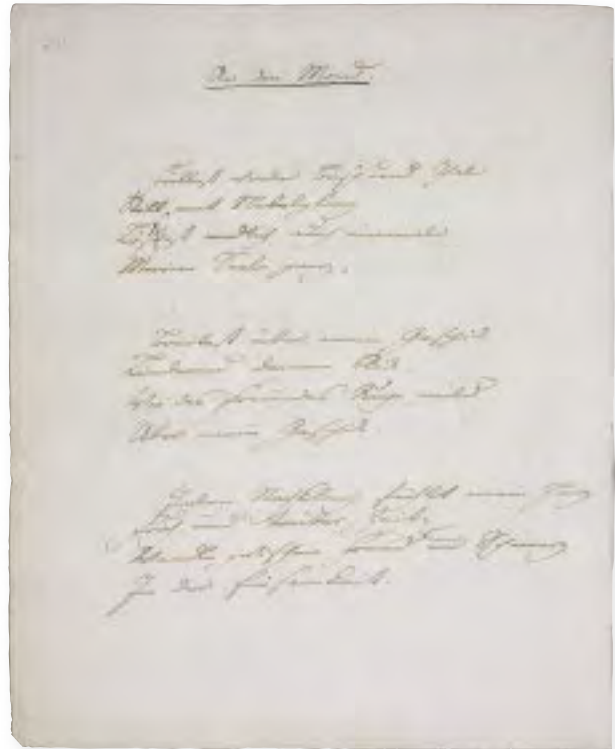 An den Mond.
Füllest wieder Busch und Thal
Still mit Nebelglanz
Lösest endlich auch einmal
Meine Seele ganz.
Breitest über mein Gefild
Lindernd deinen Blick
Wie des Freundes Auge mild
Über mein Geschick
Jeden Nachklang fühlt mein Herz
Froh und trüber Zeit,
Wandle zwischen Freud und Schmerz
In der Einsamkeit.